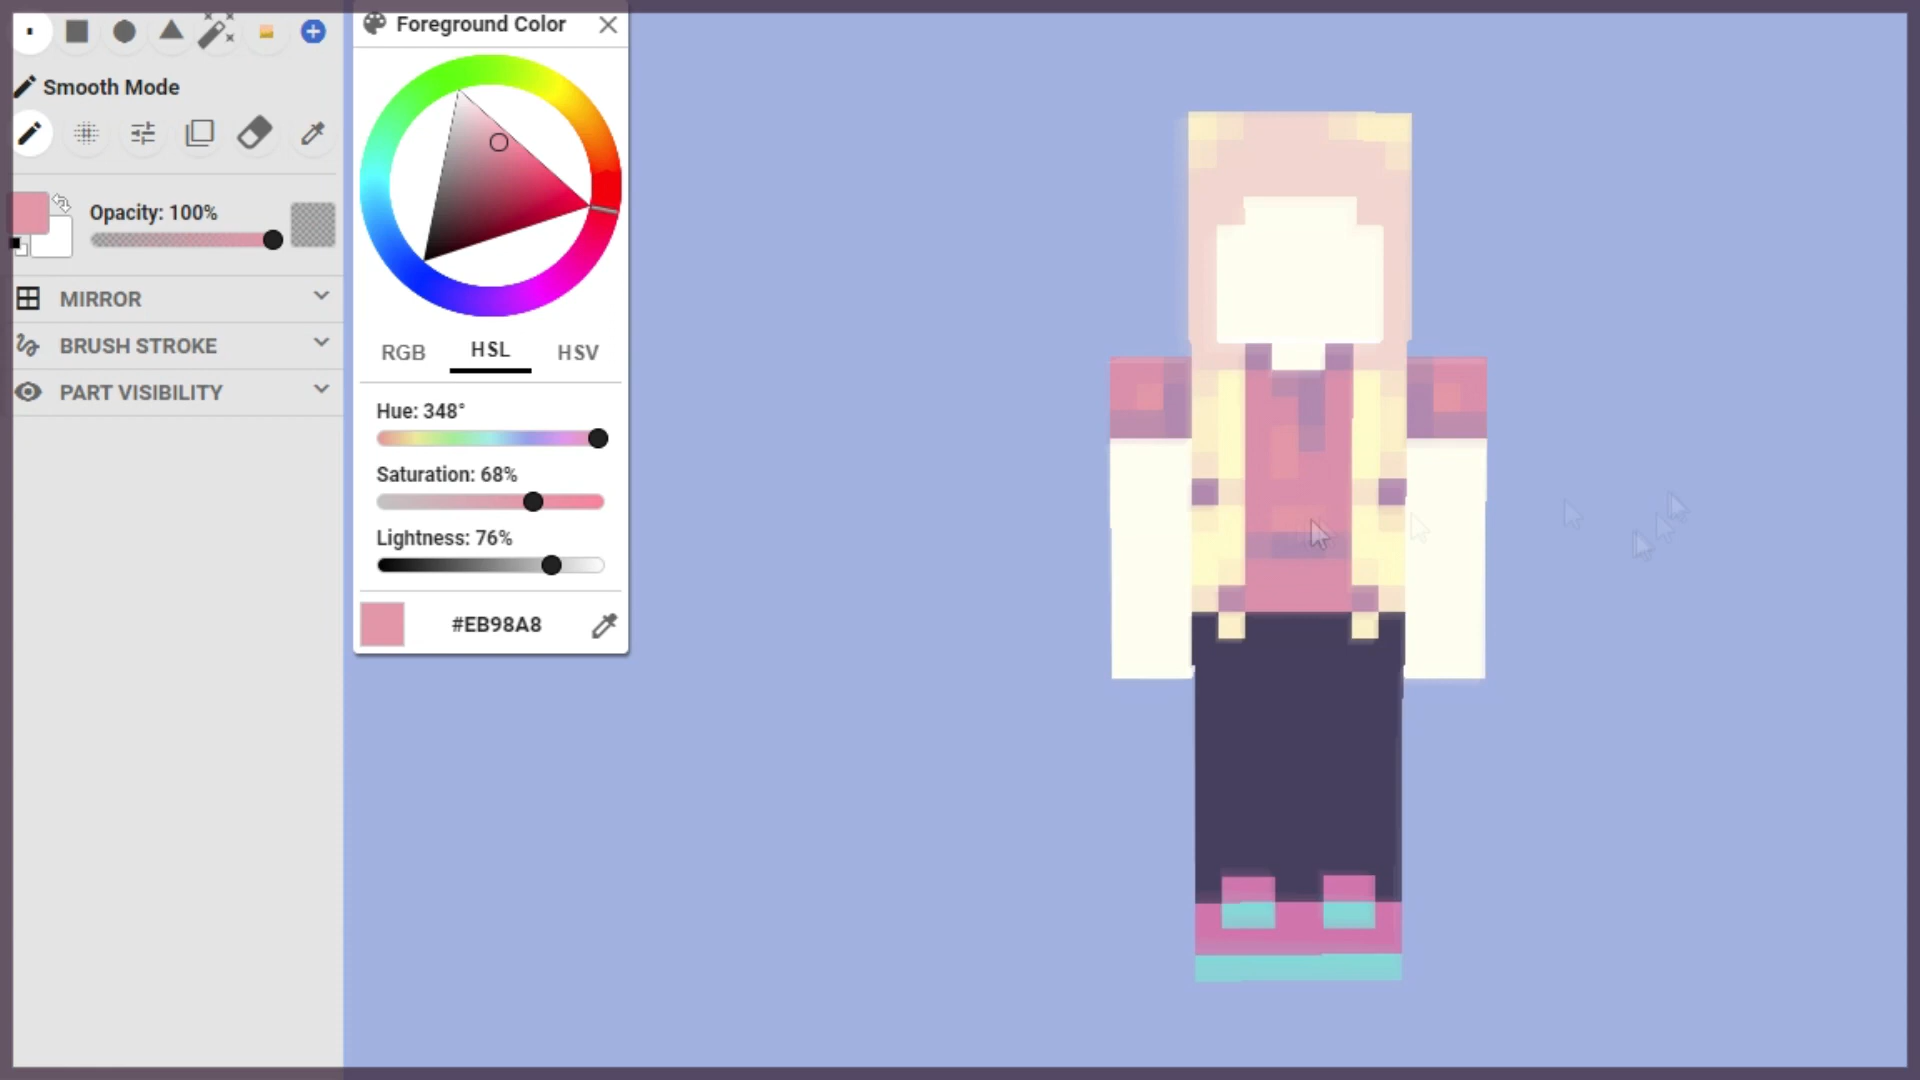 Foreground Color
Smooth Mode
Opacity: 100%
MIRROR
BRUSH STROKE
PART VISIBILITY
RGB
HSL
HSV
Hue: 348°
Saturation: 68%
Lightness: 76%
#EB98A8